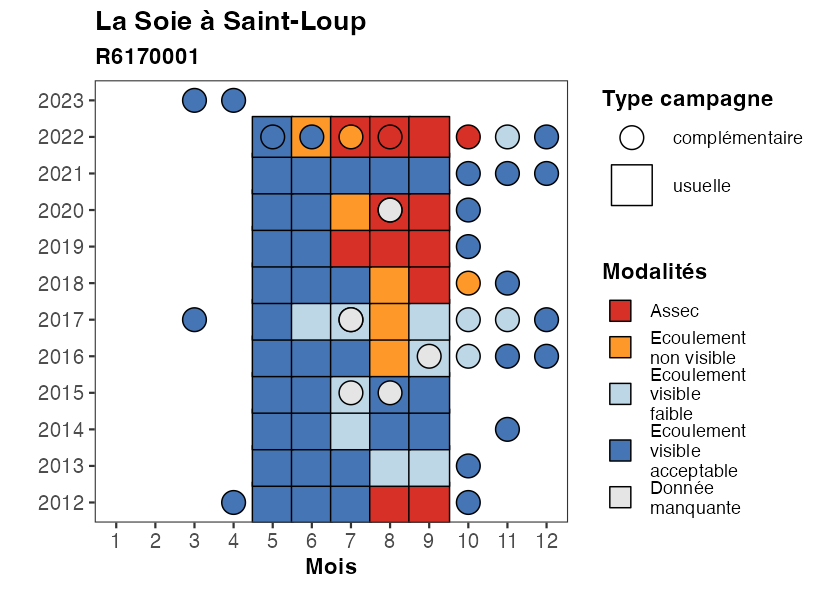 La Soie à Saint-Loup
R6170001
2023
2022
2021
2020
2019
2018
2017
2016
2015
2014
2013
2012
1 2 3 4 5 6 7 8 9 10 11 12
Mois
Type campagne
complémentaire
usuelle
Modalités
Assec
Ecoulement
non visible
Ecoulement
visible
faible
Ecoulement
visible
acceptable
Donnée
manquante